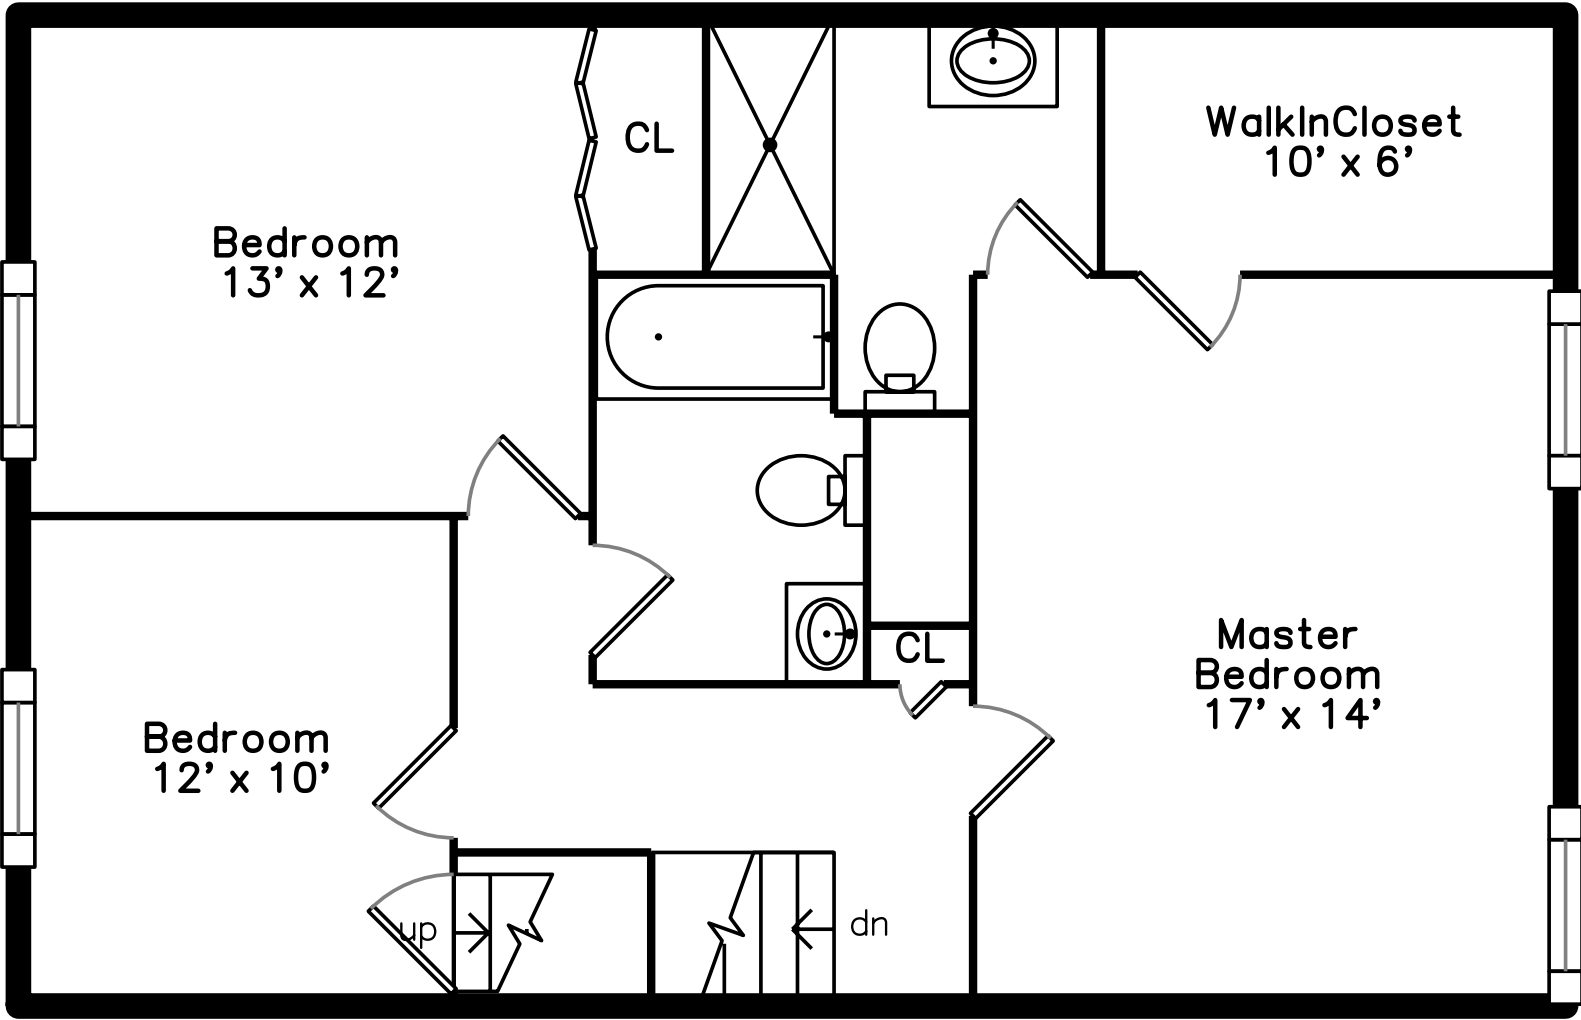 CL
WalkInCloset
10' x 6'
Bedroom
13' x 12'
CL
Master
Bedroom
17' x 14'
Bedroom
12' x 10'
up
dn